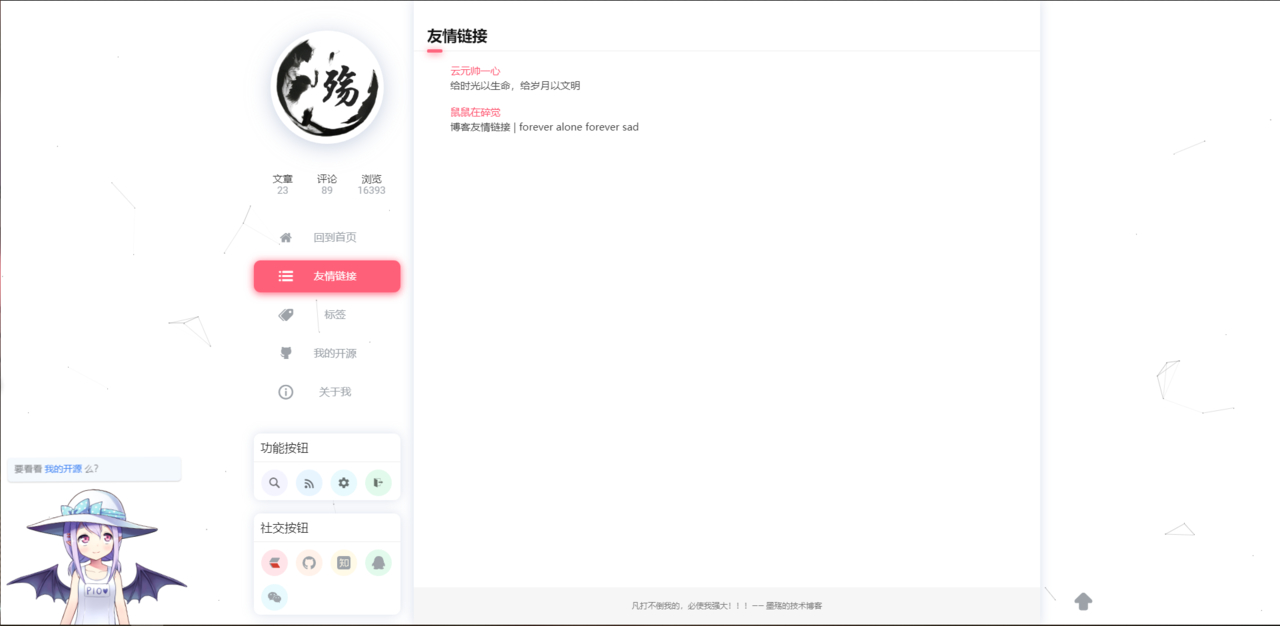 殇
文章 评论 浏览
23 89 16393
回到首页
友情链接
标签
我的开源
关于我
功能按钮
社交按钮
知
要看看 我的开源 么?
PIO♥
友情链接
云元帅一心
给时光以生命，给岁月以文明
鼠鼠在碎觉
博客友情链接 | forever alone forever sad
凡打不倒我的，必使我强大！！！ —— 墨殇的技术博客